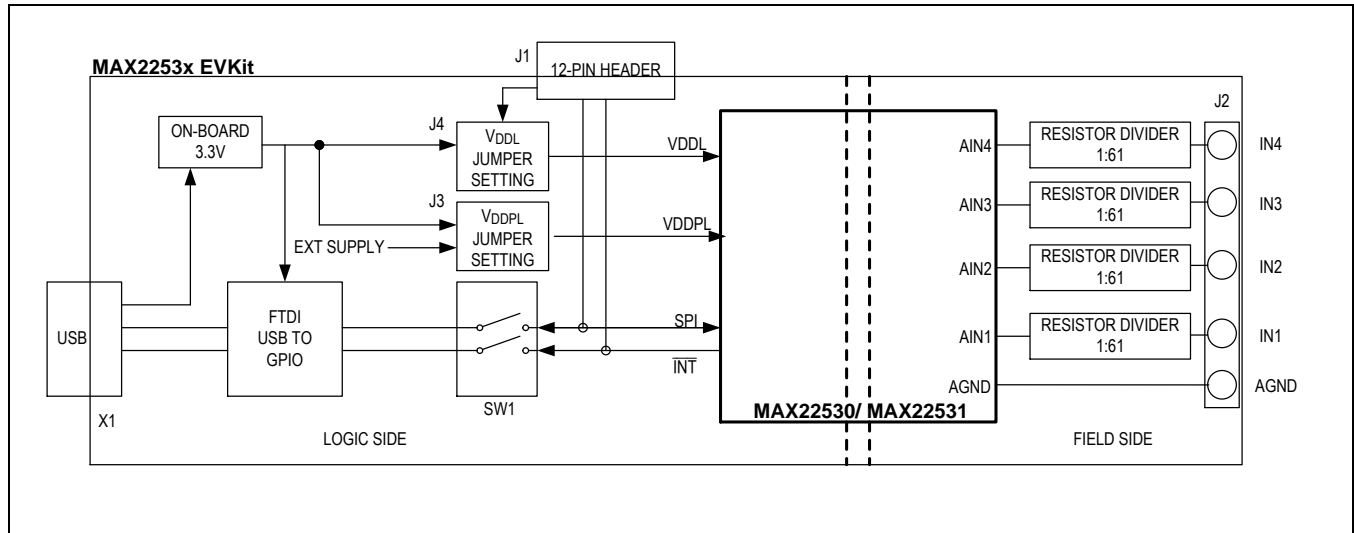 MAX2253x EVKit
J1
12-PIN HEADER
ON-BOARD
3.3V
J4
VDDL
JUMPER
SETTING
VDDL
J3
VDDPL
JUMPER
SETTING
VDDPL
EXT SUPPLY
USB
X1
FTDI
USB TO
GPIO
SW1
SPI
INT
LOGIC SIDE
MAX22530/ MAX22531
AIN4
AIN3
AIN2
AIN1
AGND
RESISTOR DIVIDER
1:61
RESISTOR DIVIDER
1:61
RESISTOR DIVIDER
1:61
RESISTOR DIVIDER
1:61
J2
IN4
IN3
IN2
IN1
AGND
FIELD SIDE